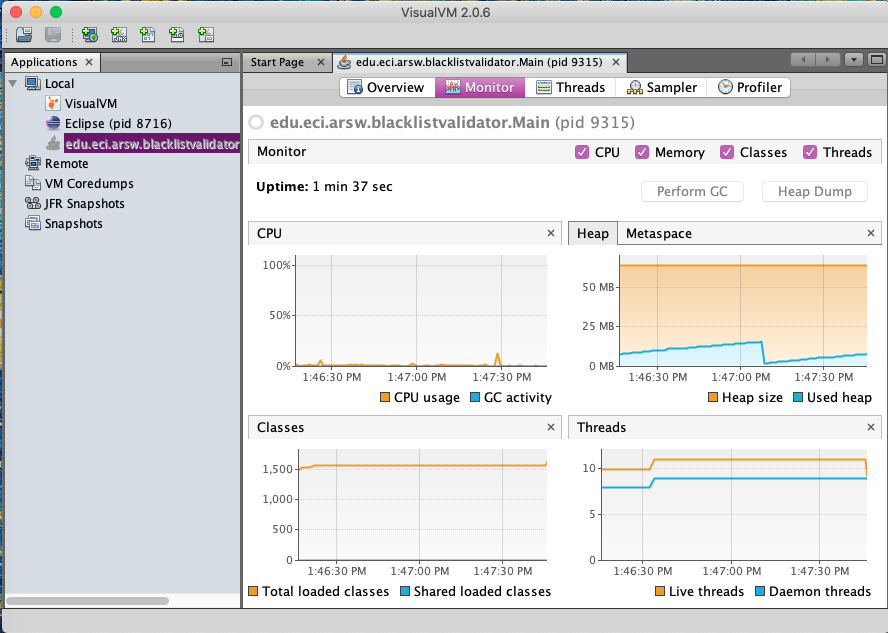 VisualVM 2.0.6
Applications
Start Page
edu.eci.arsw.blacklistvalidator.Main (pid 9315)
Local
VisualVM
Eclipse (pid 8716)
edu.eci.arsw.blacklistvalidator
Remote
VM Coredumps
JFR Snapshots
Snapshots
Overview Monitor Threads Sampler Profiler
edu.eci.arsw.blacklistvalidator.Main (pid 9315)
Monitor CPU Memory Classes Threads
Uptime: 1 min 37 sec
Perform GC Heap Dump
CPU
100%
50%
0%
1:46:30 PM 1:47:00 PM 1:47:30 PM
CPU usage GC activity
Heap Metaspace
50 MB
25 MB
0 MB
1:46:30 PM 1:47:00 PM 1:47:30 PM
Heap size Used heap
Classes
1,500
1,000
500
0
1:46:30 PM 1:47:00 PM 1:47:30 PM
Total loaded classes Shared loaded classes
Threads
10
5
0
1:46:30 PM 1:47:00 PM 1:47:30 PM
Live threads Daemon threads